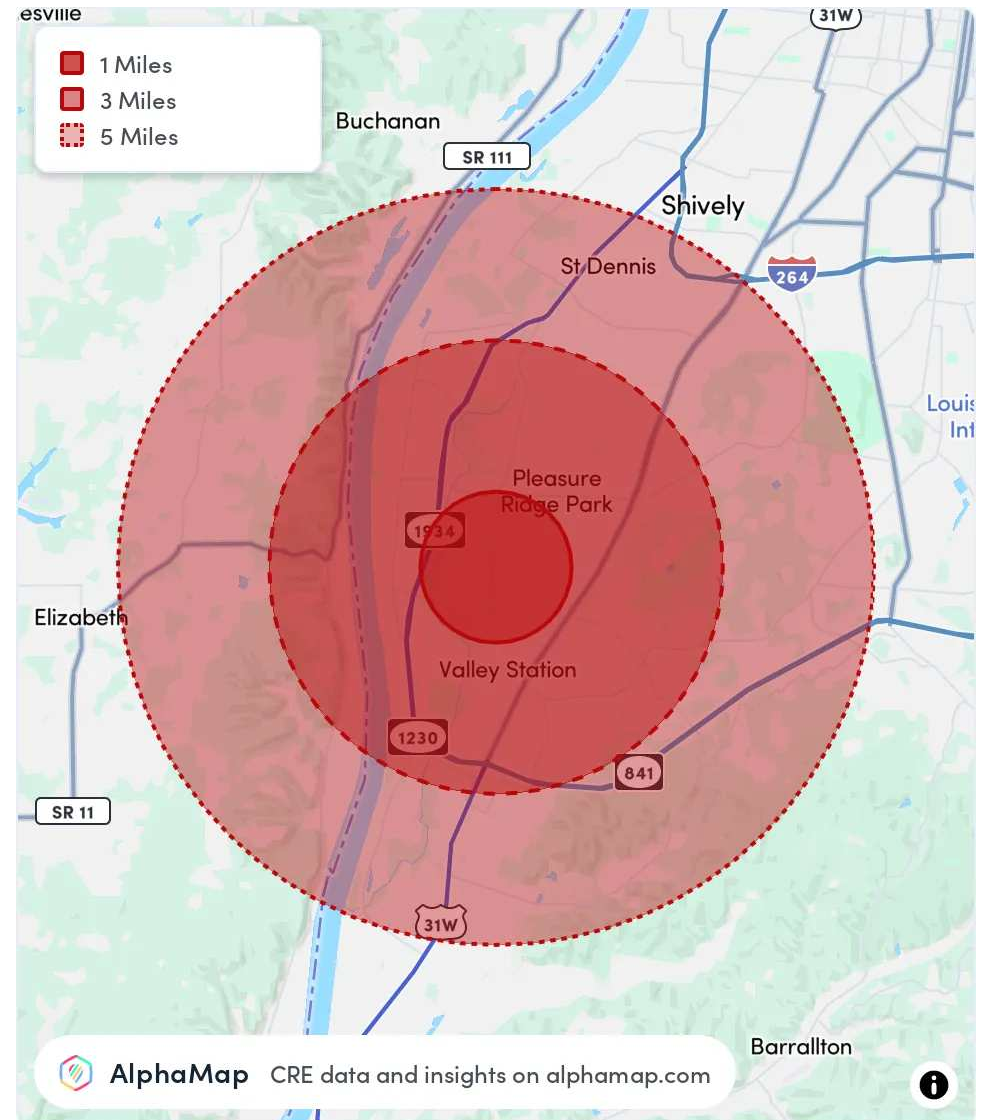 esville
31W
1 Miles
3 Miles
5 Miles
Buchanan
SR 111
Shively
St Dennis
264
Louis
Int
Pleasure
Ridge Park
1934
Elizabeth
Valley Station
1230
841
SR 11
31W
Barrallton
AlphaMap CRE data and insights on alphamap.com